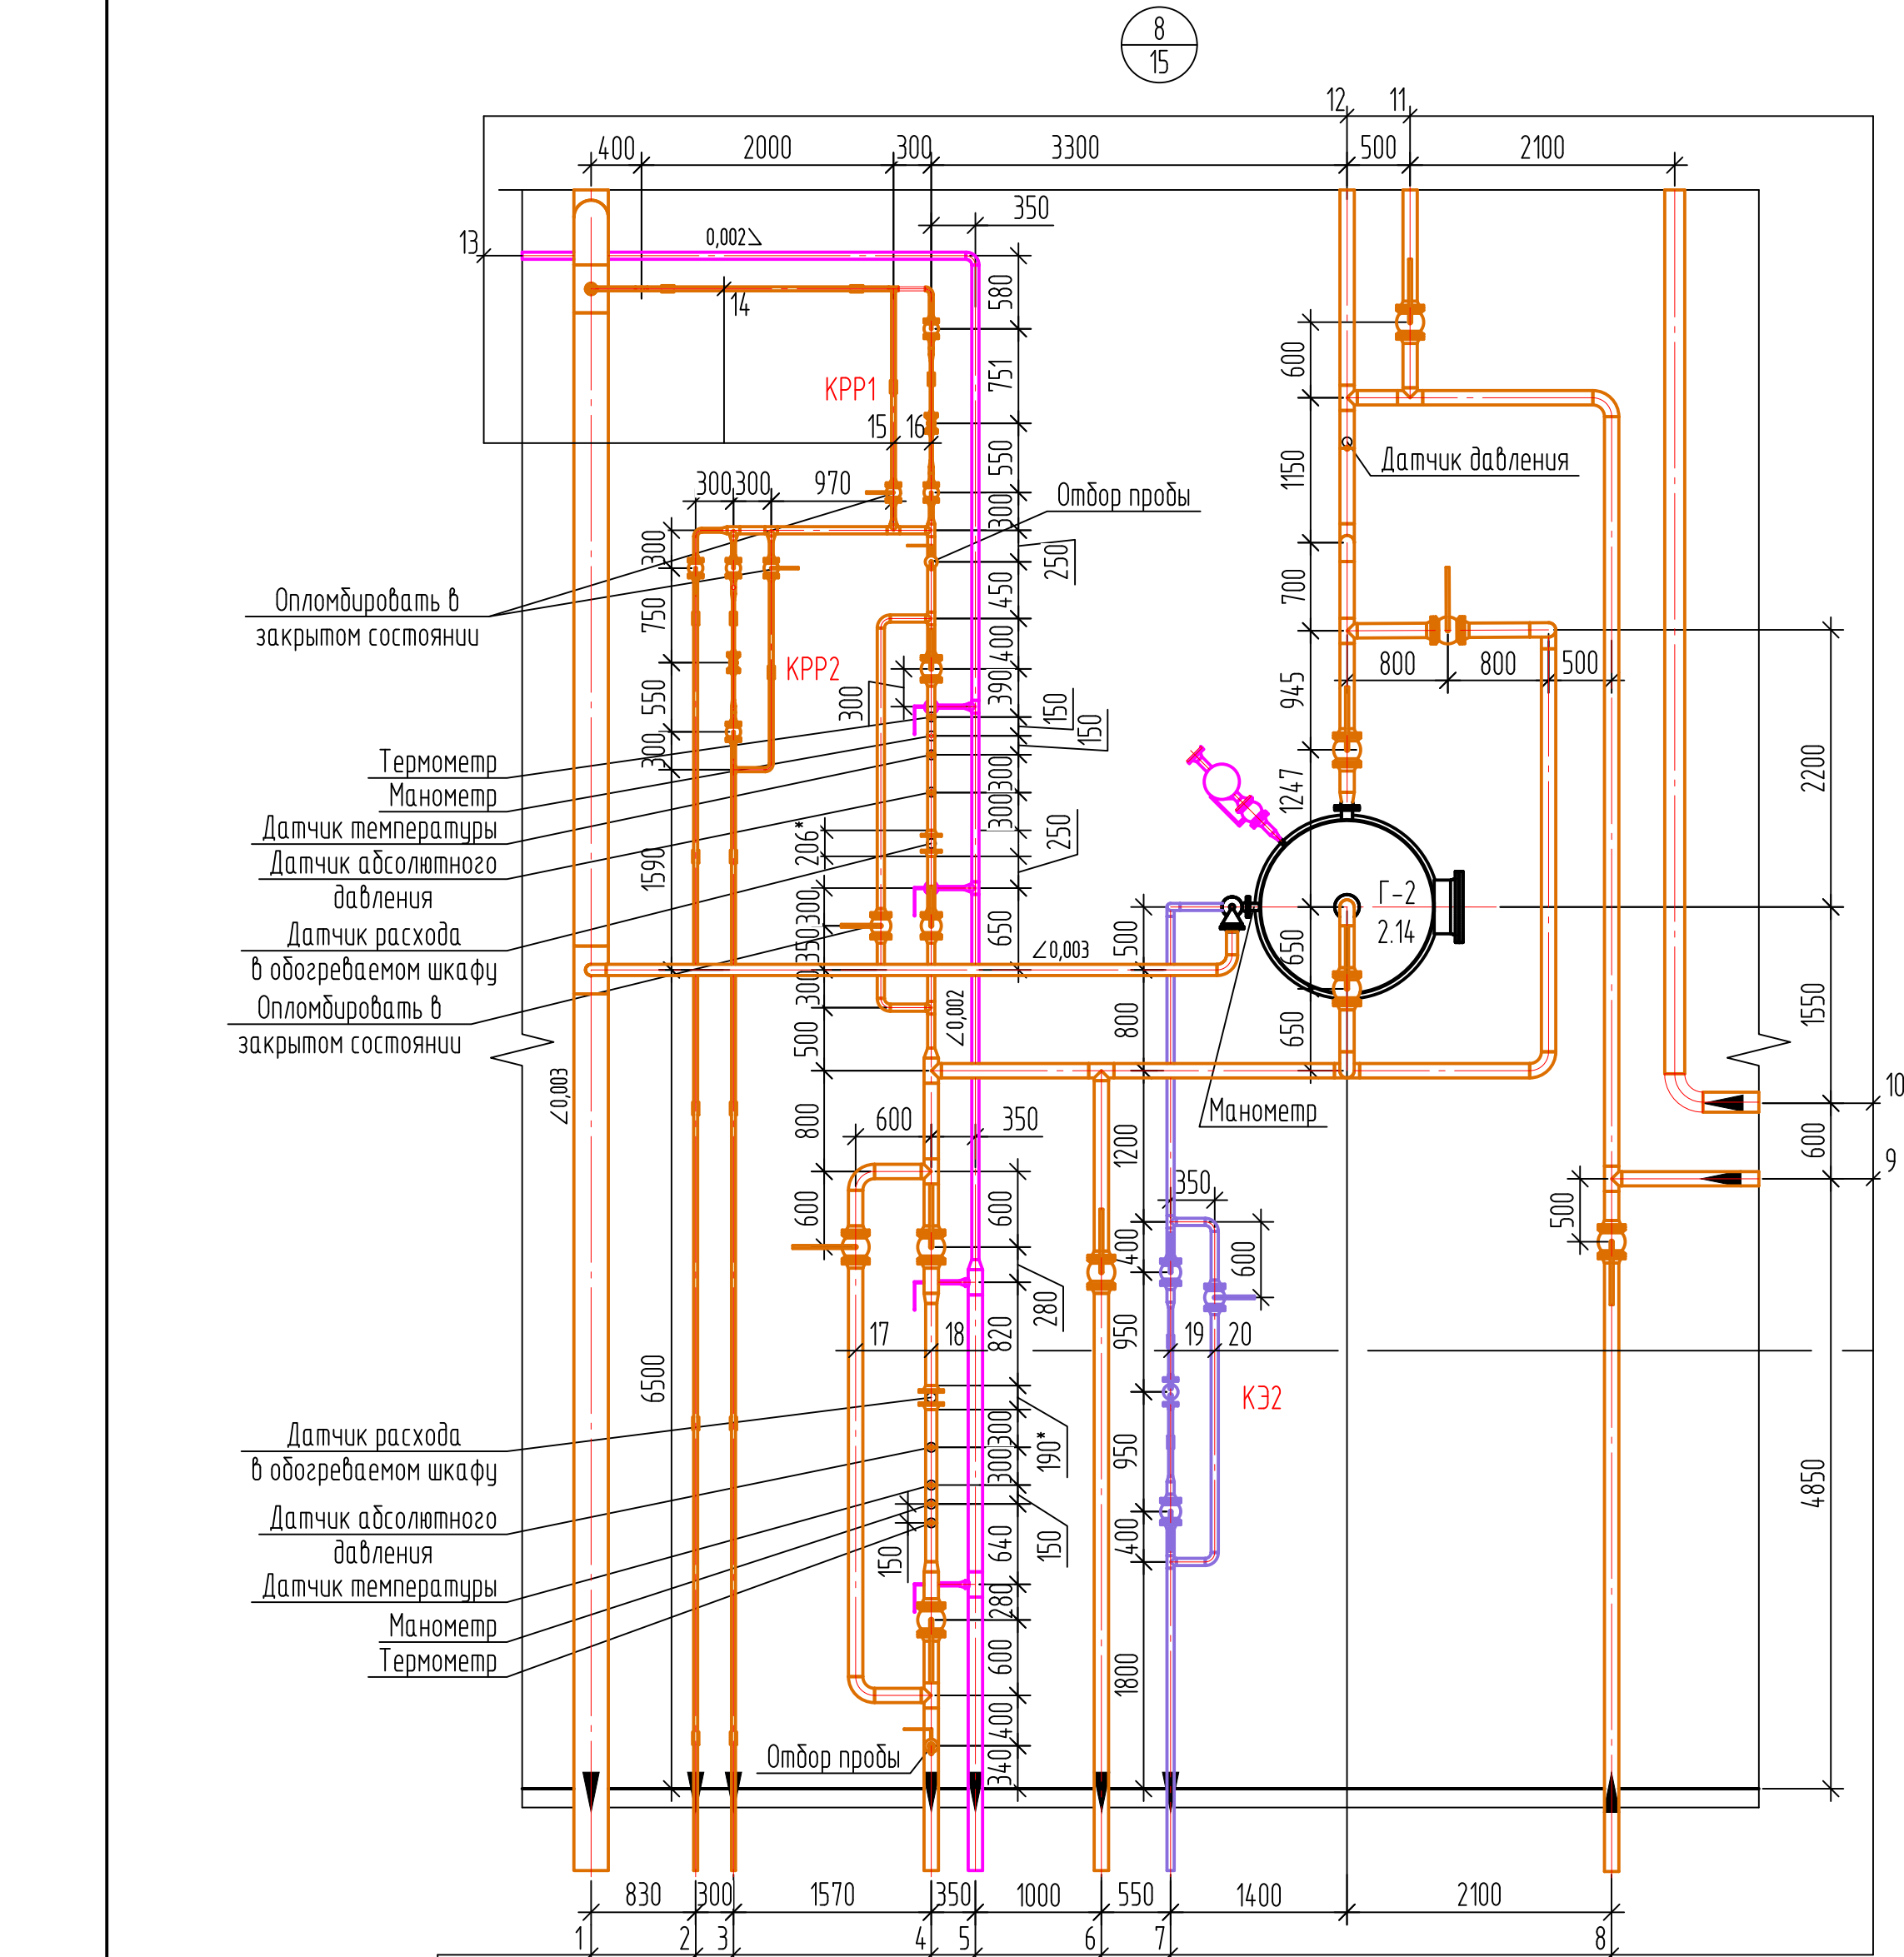 8
15
12 11
400 2000 300 3300 500 2100
350
13
0,002
580
14
600
751
КРР1
15 16
550
Датчик давления
1150
300 300 970
Отбор пробы
300
300
250
Опломбировать в
закрытом состоянии
750
450
700
КРР2
400
800 800 500
550
300
390
150
150
945
Термометр
300
Манометр
300
1247
2200
Датчик температуры
206*
300
250
Датчик абсолютного
давления
1590
Г-2
2.14
Датчик расхода
в обогреваемом шкафу
300
350
650
∠0,003
500
650
Опломбировать в
закрытом состоянии
300
500
∠0,002
800
650
1550
∠0,003
10
800
600 350
Манометр
1200
600
9
600
600
350
500
400
600
280
17 18
820
950
19 20
6500
КЭ2
Датчик расхода
в обогреваемом шкафу
300
300
190*
950
4850
Датчик абсолютного
давления
150
640
150
400
Датчик температуры
280
Манометр
Термометр
600
1800
400
Отбор пробы
340
830 300 1570 350 1000 550 1400 2100
1 2 3 4 5 6 7 8